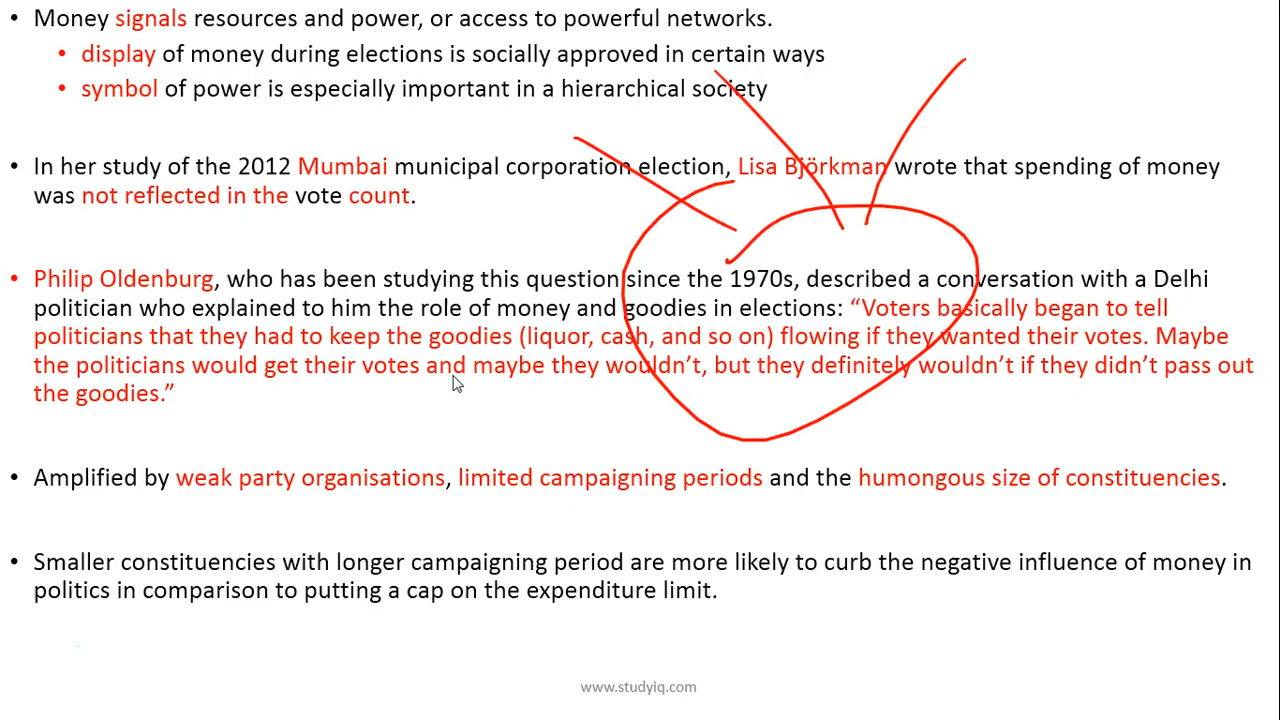 • Money signals resources and power, or access to powerful networks.
• display of money during elections is socially approved in certain ways
• symbol of power is especially important in a hierarchical society
• In her study of the 2012 Mumbai municipal corporation election, Lisa Björkman wrote that spending of money
was not reflected in the vote count.
• Philip Oldenburg, who has been studying this question since the 1970s, described a conversation with a Delhi
politician who explained to him the role of money and goodies in elections: “Voters basically began to tell
politicians that they had to keep the goodies (liquor, cash, and so on) flowing if they wanted their votes. Maybe
the politicians would get their votes and maybe they wouldn’t, but they definitely wouldn’t if they didn’t pass out
the goodies.”
• Amplified by weak party organisations, limited campaigning periods and the humongous size of constituencies.
• Smaller constituencies with longer campaigning period are more likely to curb the negative influence of money in
politics in comparison to putting a cap on the expenditure limit.
www.studyiq.com